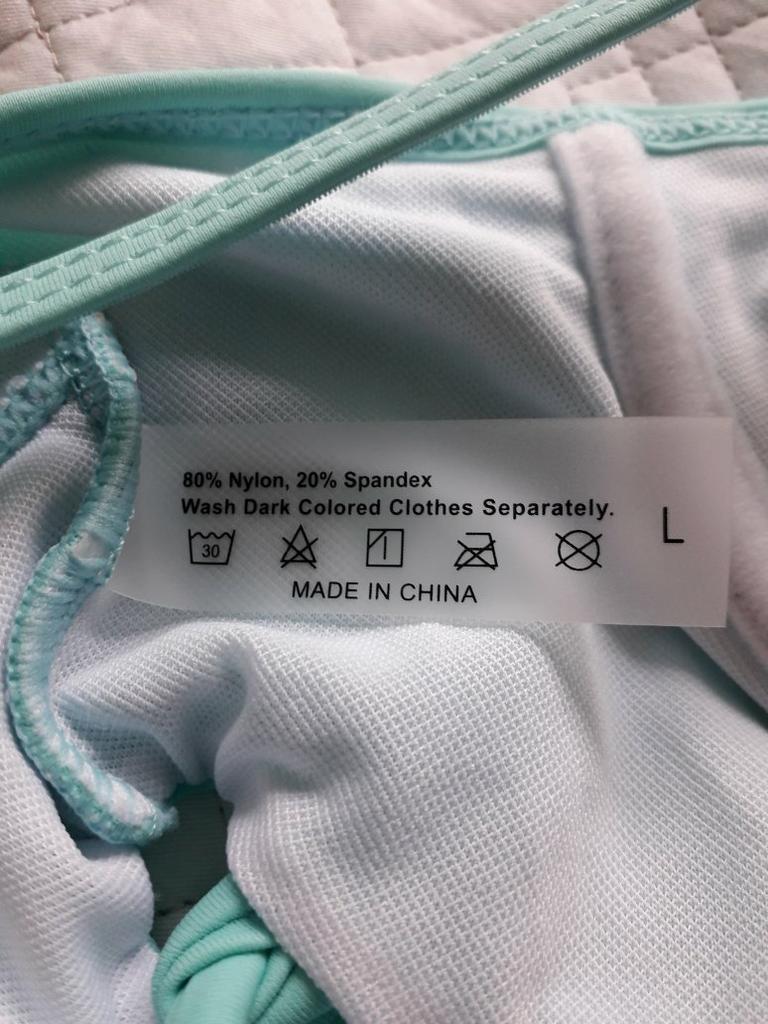 80% Nylon, 20% Spandex
Wash Dark Colored Clothes Separately.
30
L
MADE IN CHINA